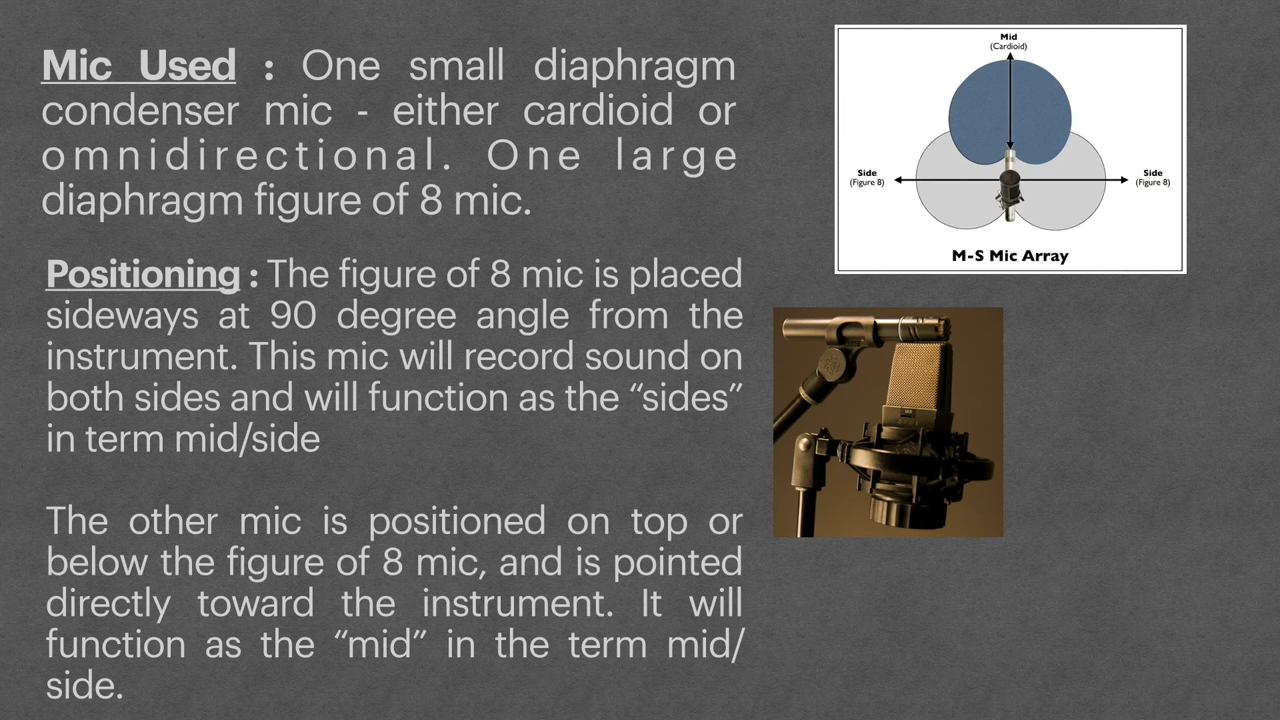 Mic Used : One small diaphragm
condenser mic - either cardioid or
omnidirectional. One large
diaphragm figure of 8 mic.
Positioning : The figure of 8 mic is placed
sideways at 90 degree angle from the
instrument. This mic will record sound on
both sides and will function as the “sides”
in term mid/side
The other mic is positioned on top or
below the figure of 8 mic, and is pointed
directly toward the instrument. It will
function as the “mid” in the term mid/
side.
Mid
(Cardioid)
Side
(Figure 8)
Side
(Figure 8)
M-S Mic Array